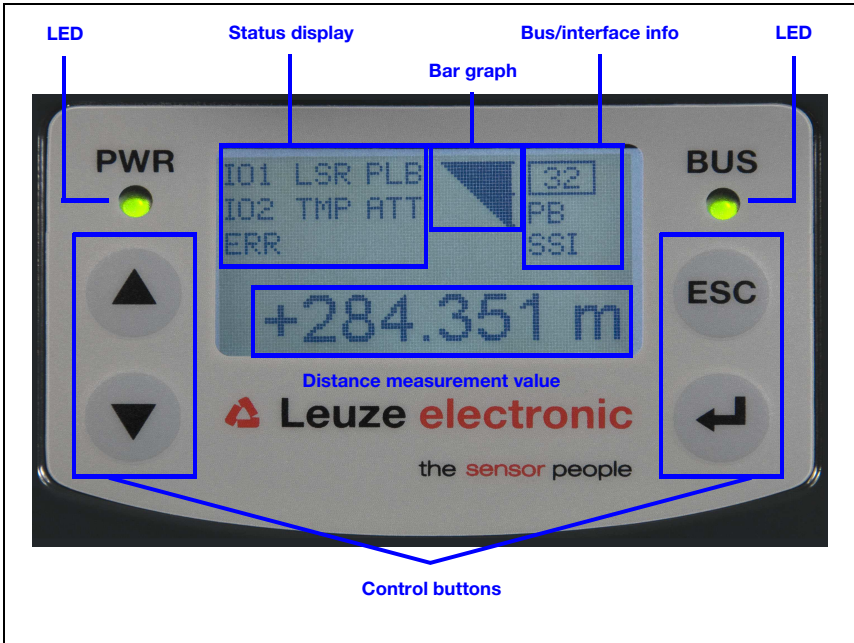 LED Status display Bus/interface info LED
Bar graph
PWR BUS
IO1 LSR PLB 32
IO2 TMP ATT PB
ERR SSI
ESC
+284.351 m
Distance measurement value
Leuze electronic
the sensor people
Control buttons